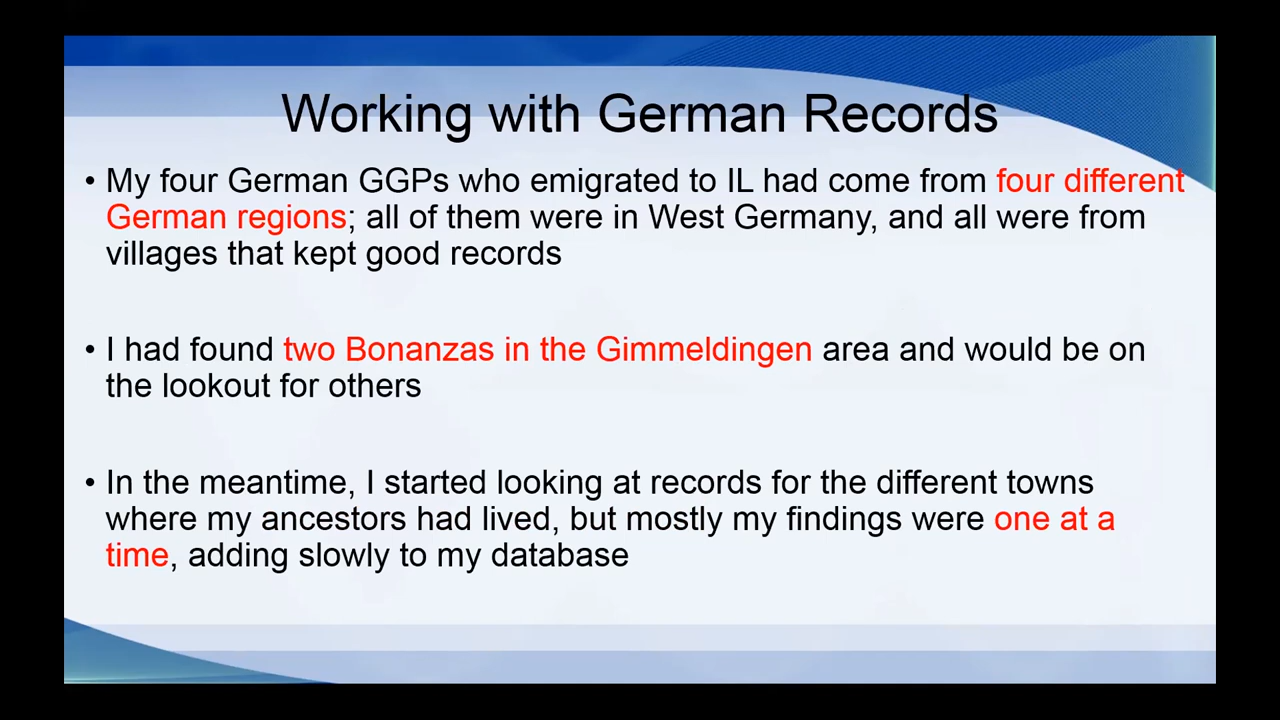 Working with German Records
• My four German GGPs who emigrated to IL had come from four different
German regions; all of them were in West Germany, and all were from
villages that kept good records
• I had found two Bonanzas in the Gimmeldingen area and would be on
the lookout for others
• In the meantime, I started looking at records for the different towns
where my ancestors had lived, but mostly my findings were one at a
time, adding slowly to my database